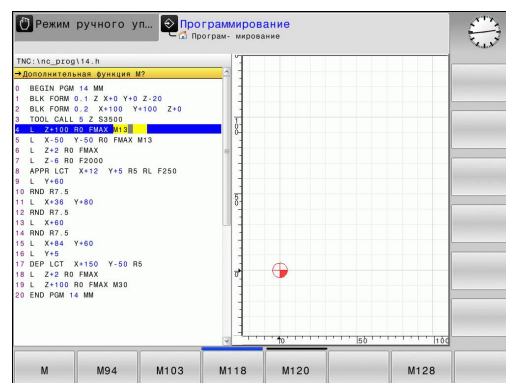 Режим ручного уп...
Программирование
Програм- мирование
TNC:\nc_prog\14.h
→Дополнительная функция M?
0 BEGIN PGM 14 MM
1 BLK FORM 0.1 Z X+0 Y+0 Z-20
2 BLK FORM 0.2 X+100 Y+100 Z+0
3 TOOL CALL 5 Z S3500
4 L Z+100 R0 FMAX M13
5 L X-50 Y-50 R0 FMAX M13
6 L Z+2 R0 FMAX
7 L Z-6 R0 F2000
8 APPR LCT X+12 Y+5 R5 RL F250
9 L Y+60
10 RND R7.5
11 L X+36 Y+80
12 RND R7.5
13 L X+60
14 RND R7.5
15 L X+84 Y+60
16 L Y+5
17 DEP LCT X+150 Y-50 R5
18 L Z+2 R0 FMAX
19 L Z+100 R0 FMAX M30
20 END PGM 14 MM
0 50 100
M M94 M103 M118 M120 M128